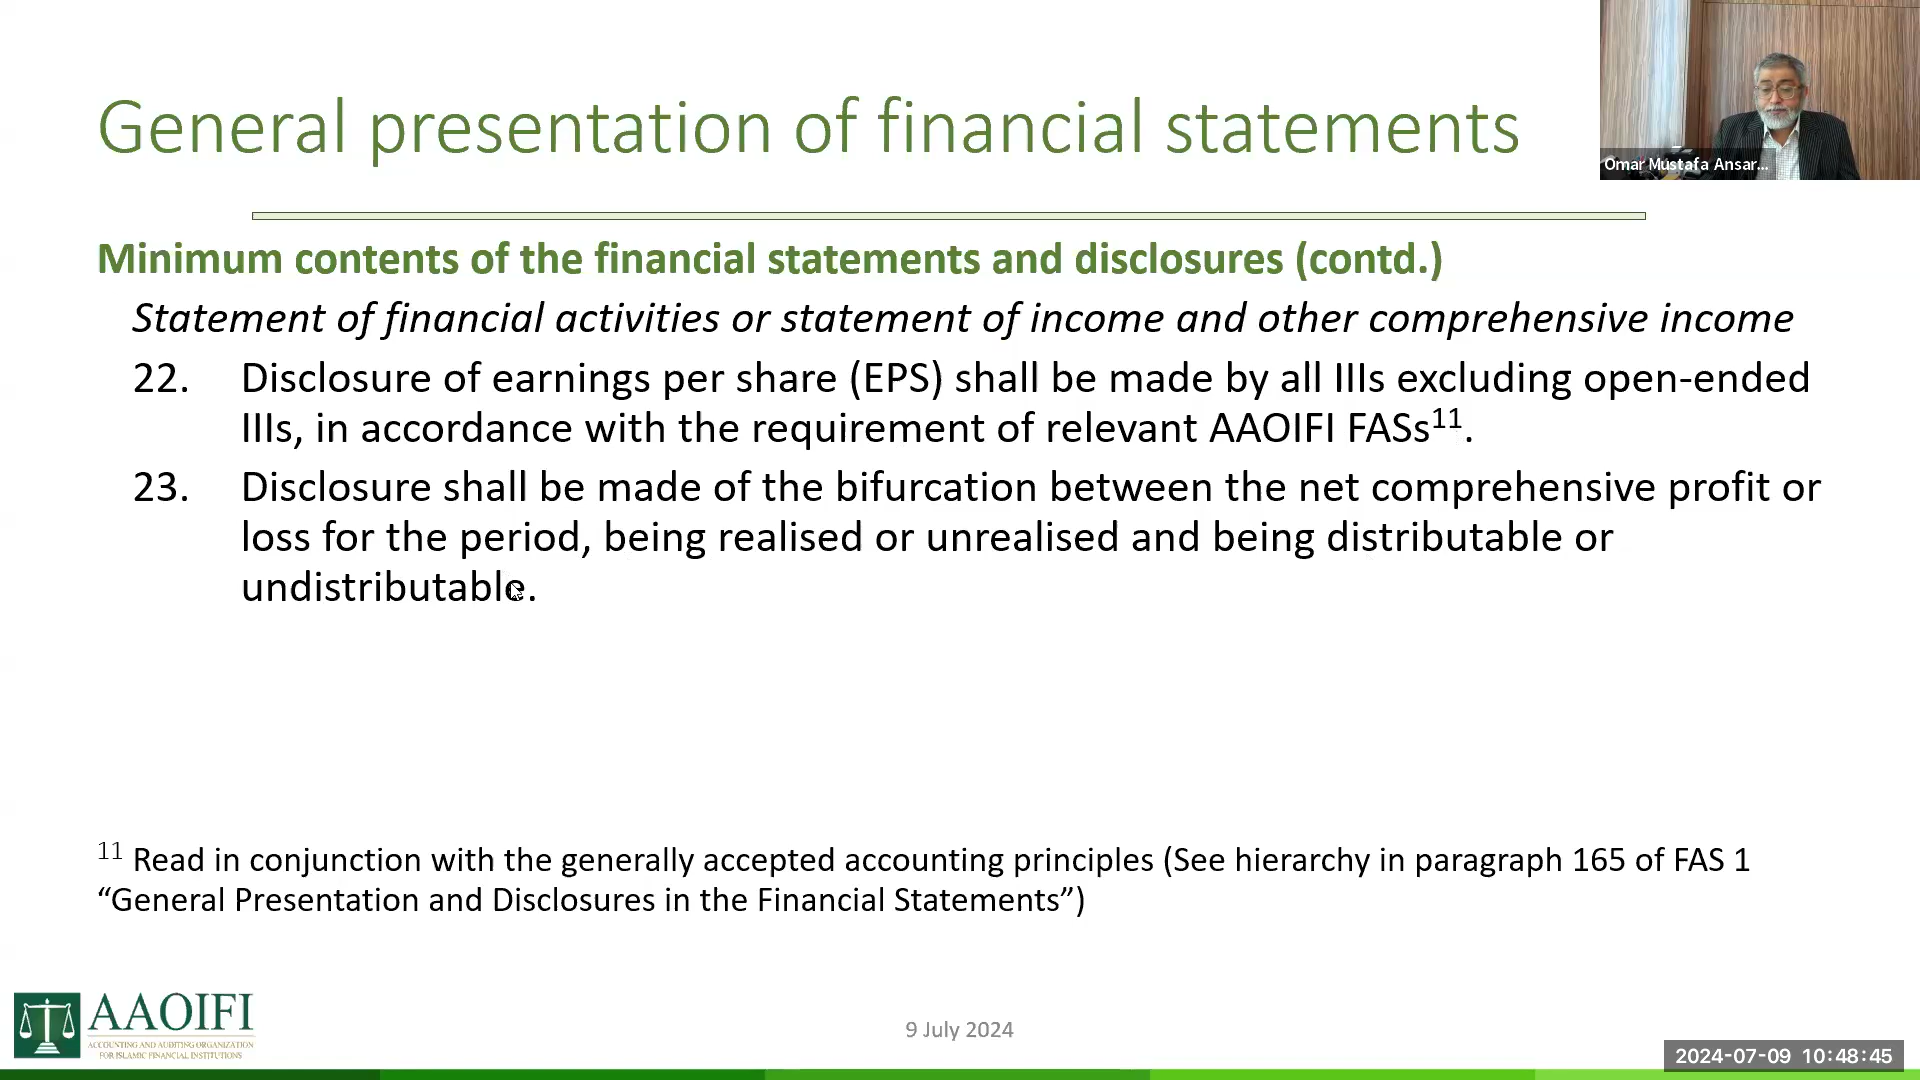 General presentation of financial statements
Omar Mustafa Ansar...
Minimum contents of the financial statements and disclosures (contd.)
Statement of financial activities or statement of income and other comprehensive income
22. Disclosure of earnings per share (EPS) shall be made by all IIIs excluding open-ended
IIIs, in accordance with the requirement of relevant AAOIFI FASs¹¹.
23. Disclosure shall be made of the bifurcation between the net comprehensive profit or
loss for the period, being realised or unrealised and being distributable or
undistributable.
¹¹ Read in conjunction with the generally accepted accounting principles (See hierarchy in paragraph 165 of FAS 1
“General Presentation and Disclosures in the Financial Statements”)
AAOIFI
ACCOUNTING AND AUDITING ORGANIZATION
FOR ISLAMIC FINANCIAL INSTITUTIONS
9 July 2024
2024-07-09 10:48:45